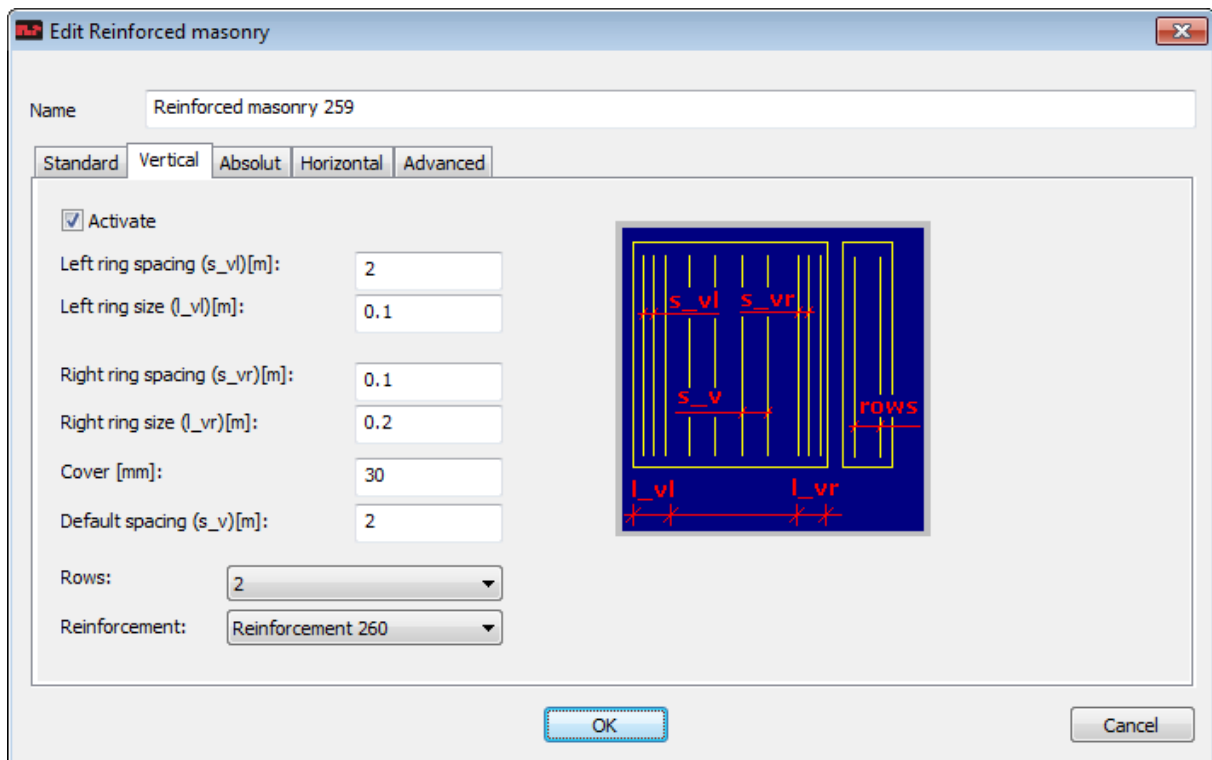 Edit Reinforced masonry
Name Reinforced masonry 259
Standard Vertical Absolut Horizontal Advanced
Activate
Left ring spacing (s_vl)[m]: 2
Left ring size (l_vl)[m]: 0.1
Right ring spacing (s_vr)[m]: 0.1
Right ring size (l_vr)[m]: 0.2
Cover [mm]: 30
Default spacing (s_v)[m]: 2
Rows: 2
Reinforcement: Reinforcement 260
s_vl s_vr
s_v
rows
l_vl l_vr
OK Cancel